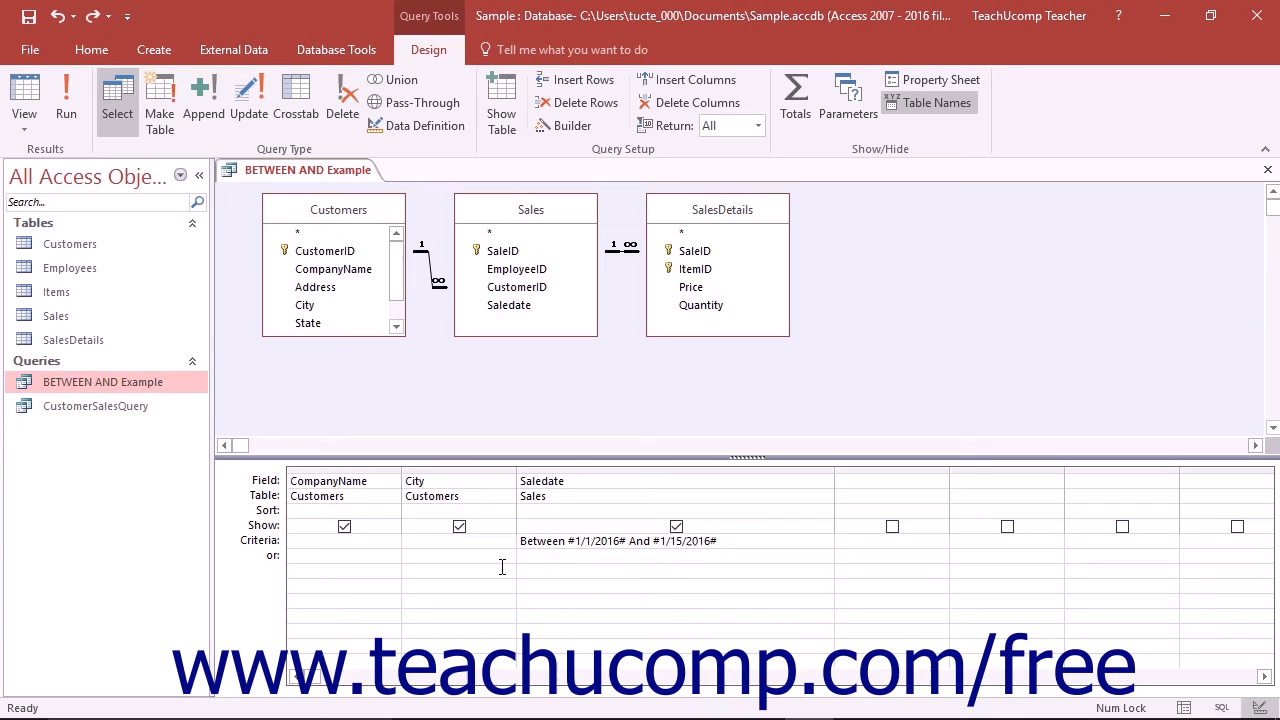 Query Tools
Sample : Database- C:\Users\tucte_000\Documents\Sample.accdb (Access 2007 - 2016 fil...
TeachUcomp Teacher
?
File
Home
Create
External Data
Database Tools
Design
Tell me what you want to do
View
Run
Select
Make Table
Append
Update
Crosstab
Delete
Union
Pass-Through
Data Definition
Show Table
Insert Rows
Delete Rows
Builder
Insert Columns
Delete Columns
Return: All
Totals
Parameters
Property Sheet
XYZ Table Names
Results
Query Type
Query Setup
Show/Hide
All Access Obje...
Search...
Tables
Customers
Employees
Items
Sales
SalesDetails
Queries
BETWEEN AND Example
CustomerSalesQuery
BETWEEN AND Example
Customers
*
CustomerID
CompanyName
Address
City
State
1
∞
Sales
*
SaleID
EmployeeID
CustomerID
Saledate
1 ∞
SalesDetails
*
SaleID
ItemID
Price
Quantity
Field: CompanyName City Saledate
Table: Customers Customers Sales
Sort:
Show:
Criteria: Between #1/1/2016# And #1/15/2016#
or:
www.teachucomp.com/free
Ready
Num Lock
SQL